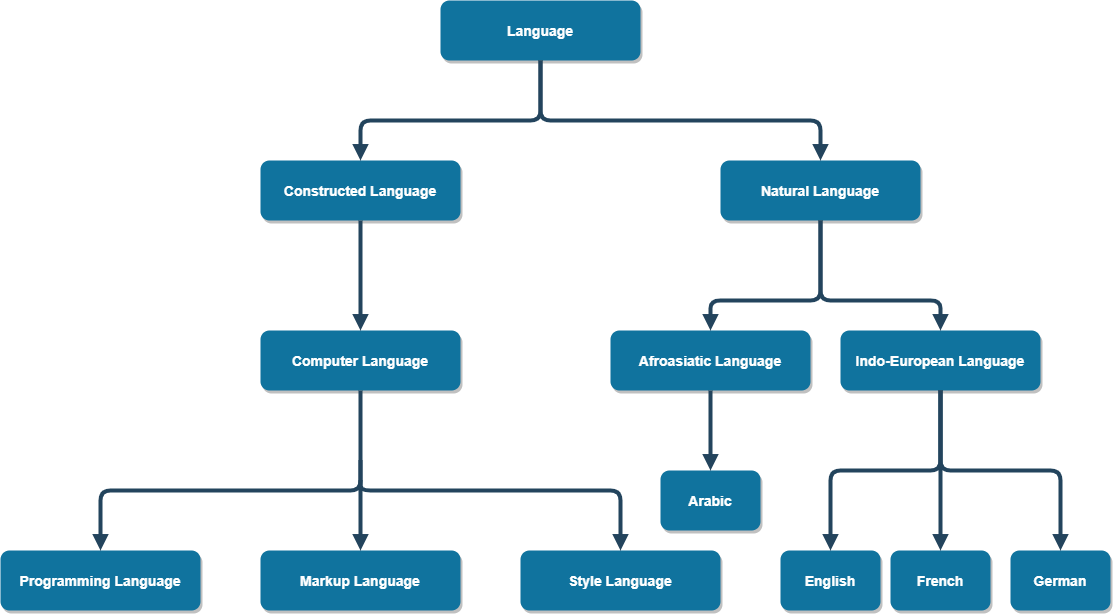 Language
Constructed Language
Natural Language
Computer Language
Afroasiatic Language
Indo-European Language
Arabic
Programming Language
Markup Language
Style Language
English
French
German